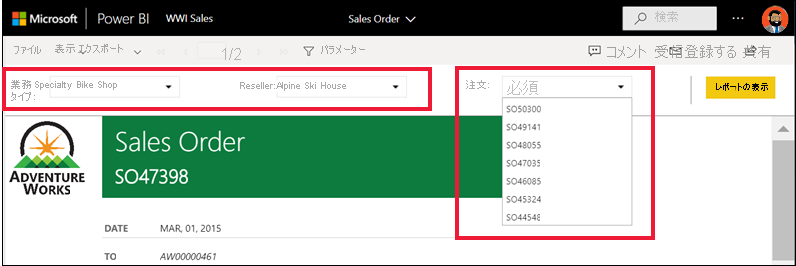 Microsoft Power BI WWI Sales Sales Order 検索 ...
ファイル 表示 エクスポート 1/2 パラメーター コメント 受幅登録する 共有
業務 Specialty Bike Shop Reseller: Alpine Ski House 注文: 必須 レポートの表示
タイプ:
SO50300
SO49141
SO48055
SO47035
SO46085
SO45324
SO44548
ADVENTURE
WORKS
Sales Order
SO47398
DATE MAR, 01, 2015
TO AW00000461